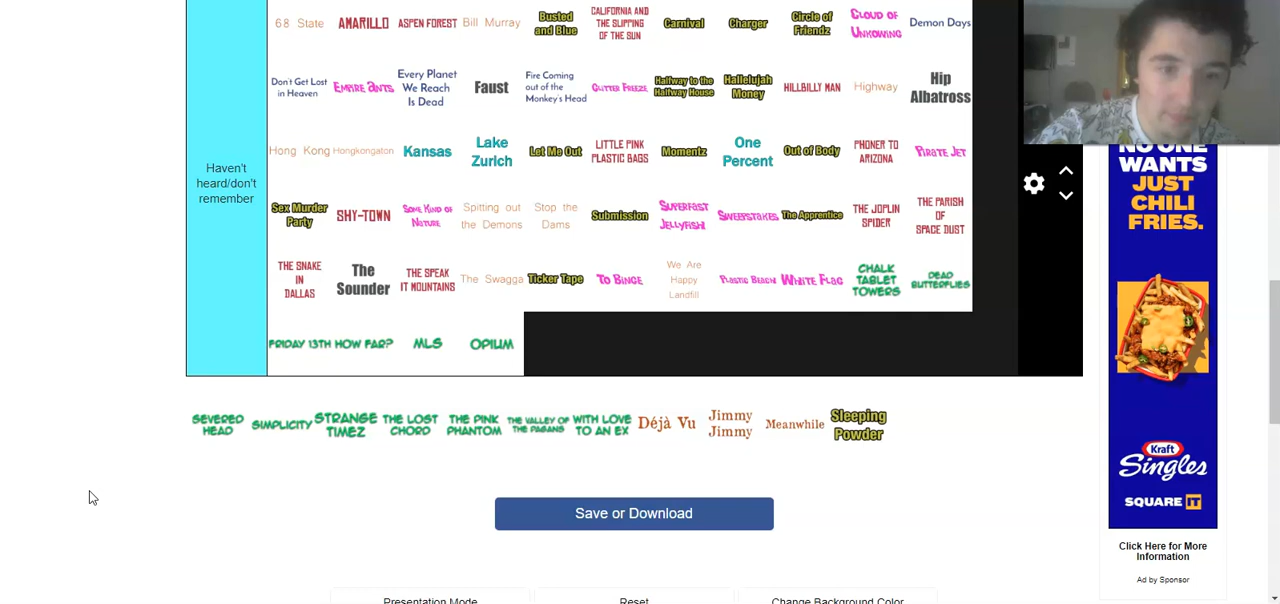 68 State
AMARILLO
ASPEN FOREST
Bill Murray
Busted
and Blue
CALIFORNIA AND
THE SLIPPING
OF THE SUN
Carnival
Charger
Circle of
Friendz
CLOUD OF
UNKOWING
Demon Days
Don't Get Lost
in Heaven
EMPIRE ANTS
Every Planet
We Reach
Is Dead
Faust
Fire Coming
out of the
Monkey's Head
GLITTER FREEZE
Halfway to the
Halfway House
Hallelujah
Money
HILLBILLY MAN
Highway
Hip
Albatross
Haven't
heard/don't
remember
Hong Kong
Hongkongaton
Kansas
Lake
Zurich
Let Me Out
LITTLE PINK
PLASTIC BAGS
Momentz
One
Percent
Out of Body
PHONER TO
ARIZONA
PIRATE JET
Sex Murder
Party
SHY-TOWN
SOME KIND OF
NATURE
Spitting out
the Demons
Stop the
Dams
Submission
SUPERFAST
JELLYFISH
SWEEPSTAKES
The Apprentice
THE JOPLIN
SPIDER
THE PARISH
OF
SPACE DUST
THE SNAKE
IN
DALLAS
The
Sounder
THE SPEAK
IT MOUNTAINS
The Swagga
Ticker Tape
TO BINGE
We Are
Happy
Landfill
PLASTIC BEACH
WHITE FLAG
CHALK
TABLET
TOWERS
DEAD
BUTTERFLIES
FRIDAY 13TH
HOW FAR?
MLS
OPIUM
SEVERED
HEAD
SIMPLICITY
STRANGE
TIMEZ
THE LOST
CHORD
THE PINK
PHANTOM
THE VALLEY OF
THE PAGANS
WITH LOVE
TO AN EX
Déjà Vu
Jimmy
Jimmy
Meanwhile
Sleeping
Powder
Save or Download
Presentation Mode
Reset
Change Background Color
NO ONE
WANTS
JUST
CHILI
FRIES.
Kraft
Singles
SQUARE IT
Click Here for More
Information
Ad by Sponsor